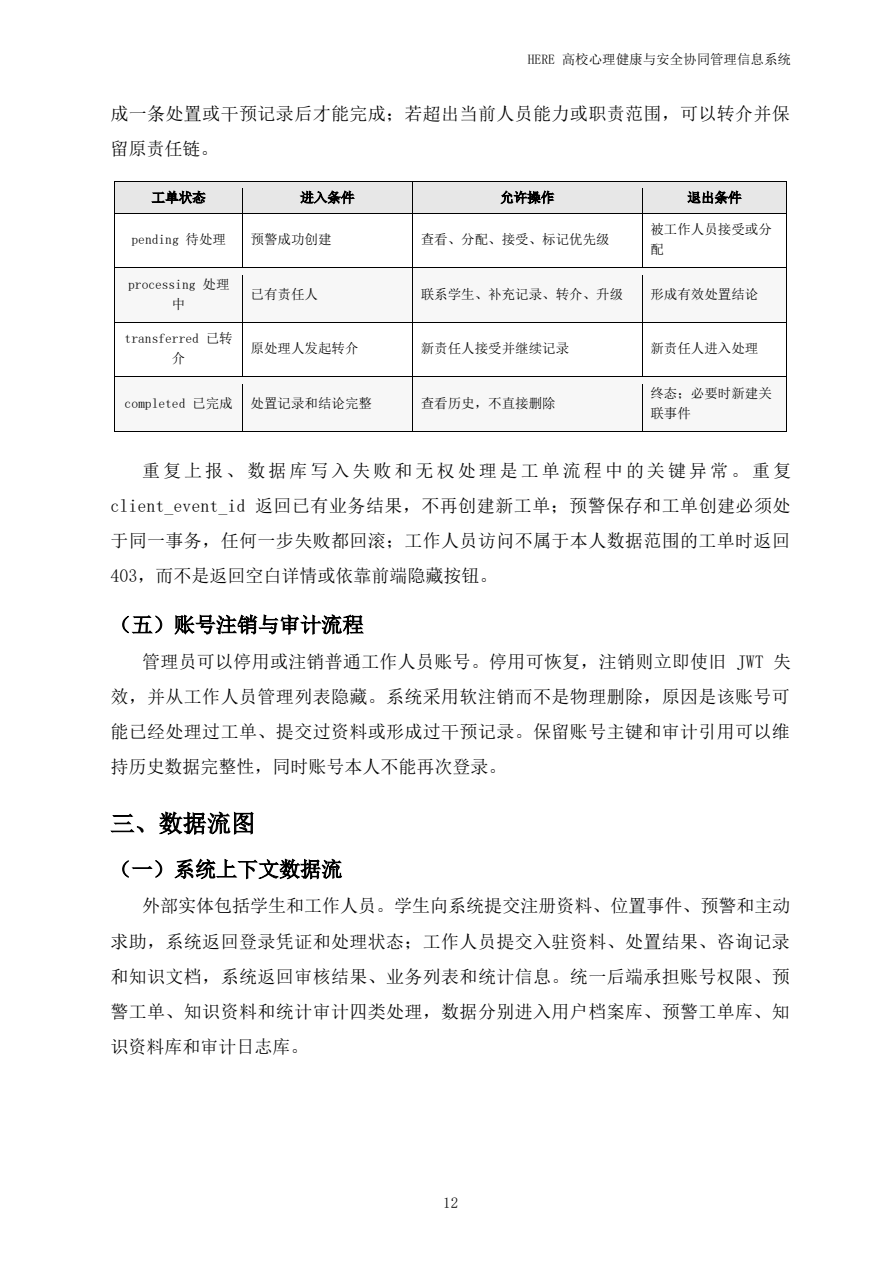 HERE 高校心理健康与安全协同管理信息系统
成一条处置或干预记录后才能完成；若超出当前人员能力或职责范围，可以转介并保
留原责任链。
工单状态 进入条件 允许操作 退出条件
pending 待处理 预警成功创建 查看、分配、接受、标记优先级 被工作人员接受或分
配
processing 处理
中 已有责任人 联系学生、补充记录、转介、升级 形成有效处置结论
transferred 已转
介 原处理人发起转介 新责任人接受并继续记录 新责任人进入处理
completed 已完成 处置记录和结论完整 查看历史，不直接删除 终态；必要时新建关
联事件
重复上报、数据库写入失败和无权处理是工单流程中的关键异常。重复
client_event_id 返回已有业务结果，不再创建新工单；预警保存和工单创建必须处
于同一事务，任何一步失败都回滚；工作人员访问不属于本人数据范围的工单时返回
403，而不是返回空白详情或依靠前端隐藏按钮。
（五）账号注销与审计流程
管理员可以停用或注销普通工作人员账号。停用可恢复，注销则立即使旧 JWT 失
效，并从工作人员管理列表隐藏。系统采用软注销而不是物理删除，原因是该账号可
能已经处理过工单、提交过资料或形成过干预记录。保留账号主键和审计引用可以维
持历史数据完整性，同时账号本人不能再次登录。
三、数据流图
（一）系统上下文数据流
外部实体包括学生和工作人员。学生向系统提交注册资料、位置事件、预警和主动
求助，系统返回登录凭证和处理状态；工作人员提交入驻资料、处置结果、咨询记录
和知识文档，系统返回审核结果、业务列表和统计信息。统一后端承担账号权限、预
警工单、知识资料和统计审计四类处理，数据分别进入用户档案库、预警工单库、知
识资料库和审计日志库。
12